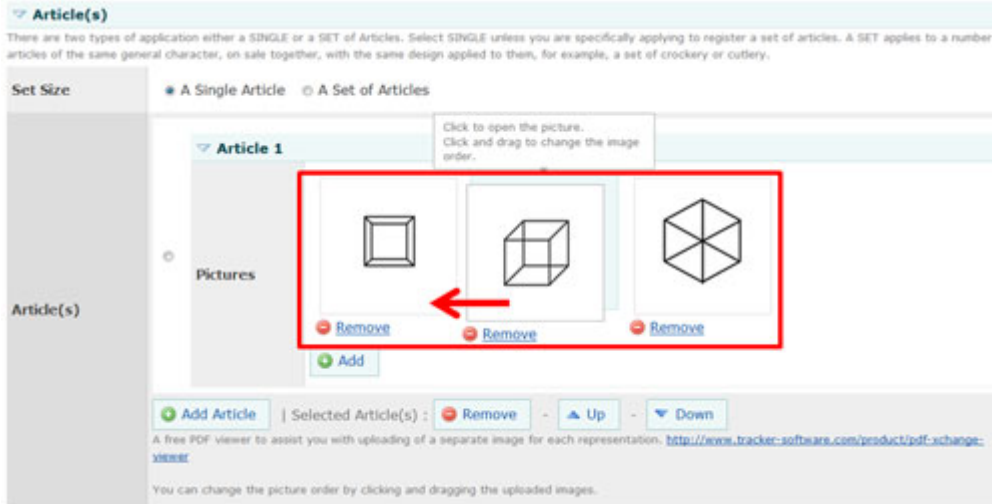 Article(s)
There are two types of application either a SINGLE or a SET of Articles. Select SINGLE unless you are specifically applying to register a set of articles. A SET applies to a number
articles of the same general character, on sale together, with the same design applied to them, for example, a set of crockery or cutlery.
Set Size
A Single Article
A Set of Articles
Click to open the picture.
Click and drag to change the image
order.
Article 1
Article(s)
Pictures
Remove
Remove
Remove
Add
Add Article | Selected Article(s) : Remove - Up - Down
A free PDF viewer to assist you with uploading of a separate image for each representation. http://www.tracker-software.com/product/pdf-xchange-
viewer
You can change the picture order by clicking and dragging the uploaded images.